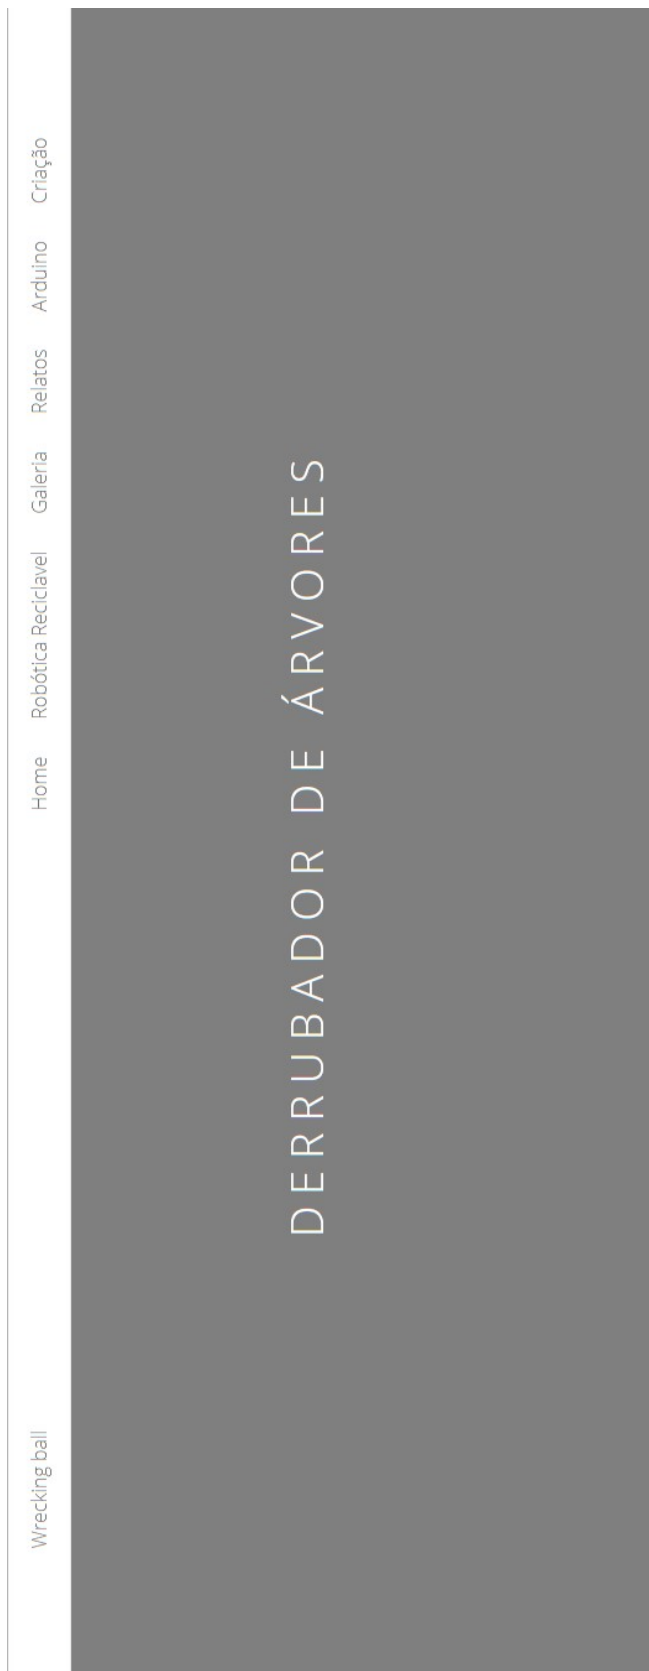 Wrecking ball
Home Robótica Reciclavel Galeria Relatos Arduino Criação
DERRUBADOR DE ÁRVORES